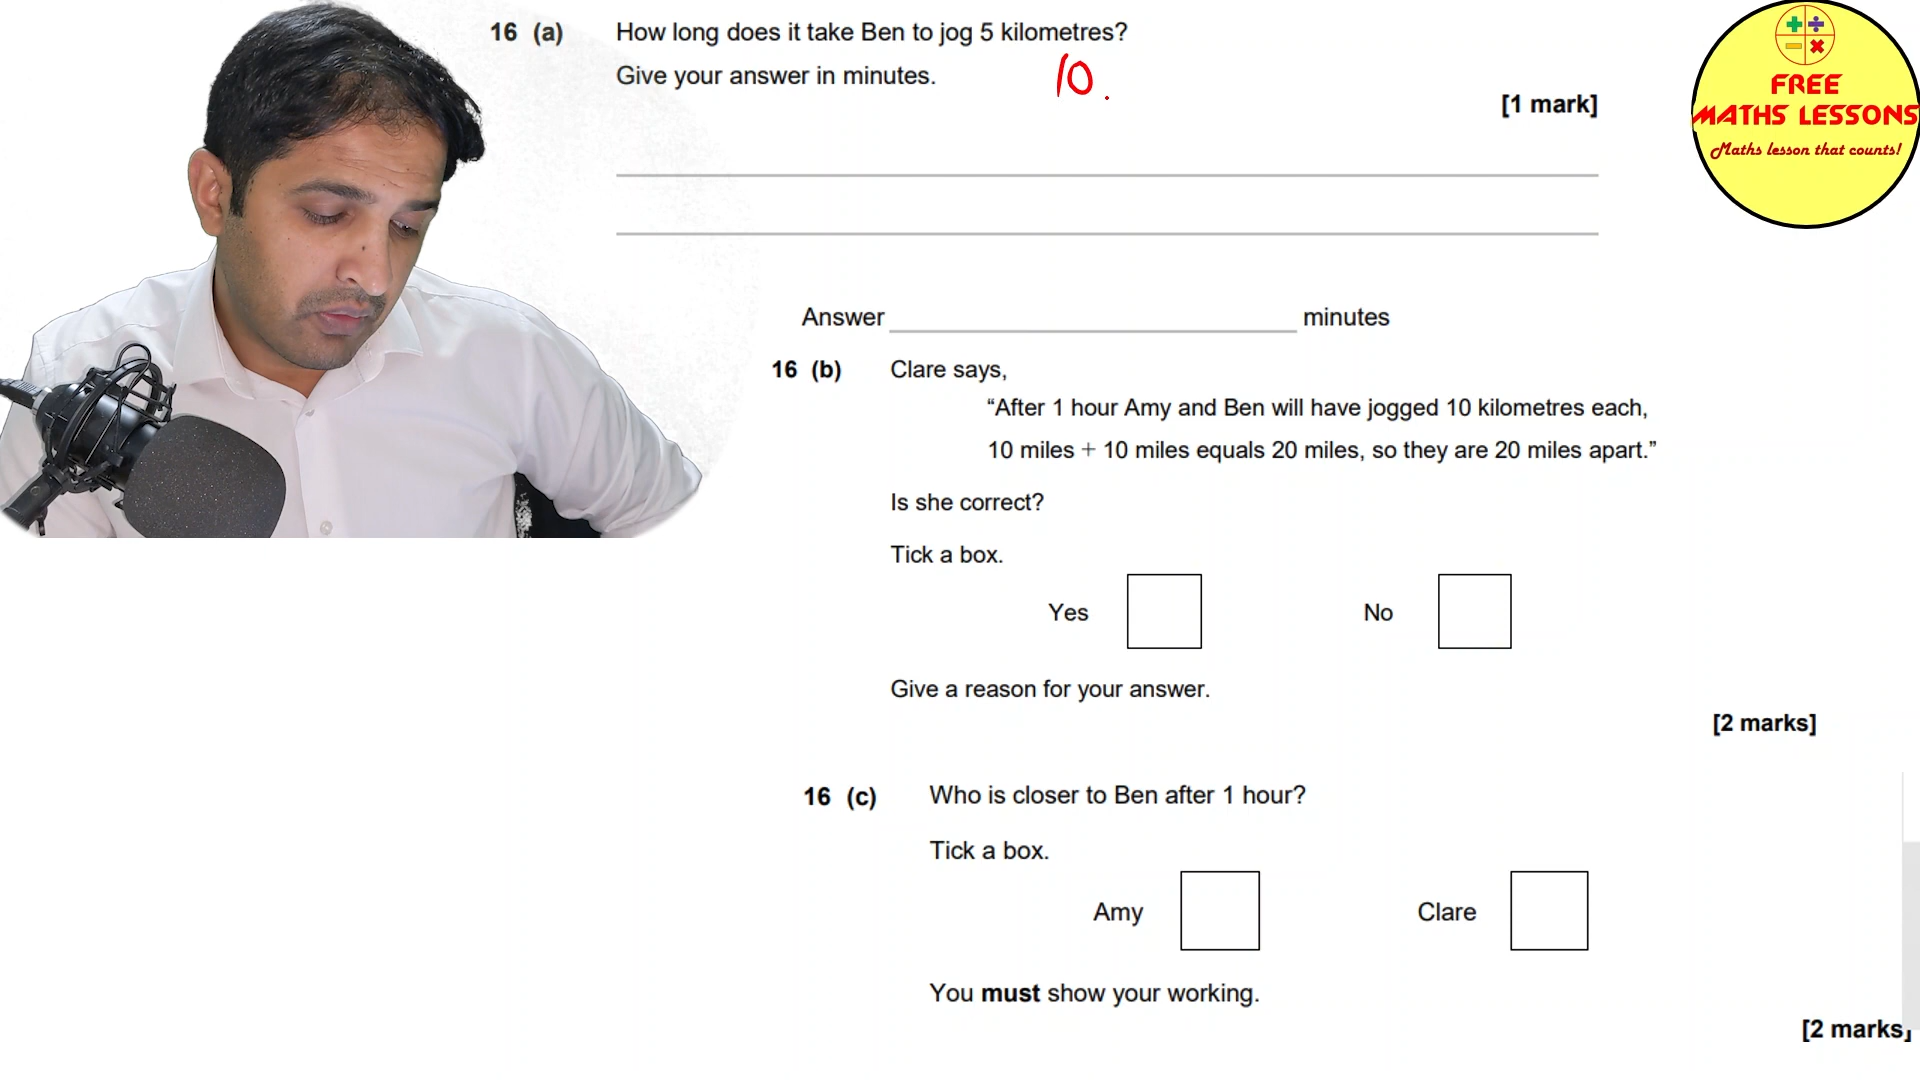 16 (a) How long does it take Ben to jog 5 kilometres?
Give your answer in minutes.
10.
[1 mark]
Answer minutes
16 (b) Clare says,
“After 1 hour Amy and Ben will have jogged 10 kilometres each,
10 miles + 10 miles equals 20 miles, so they are 20 miles apart.”
Is she correct?
Tick a box.
Yes No
Give a reason for your answer.
[2 marks]
16 (c) Who is closer to Ben after 1 hour?
Tick a box.
Amy Clare
You must show your working.
[2 marks]
FREE
MATHS LESSONS
Maths lesson that counts!